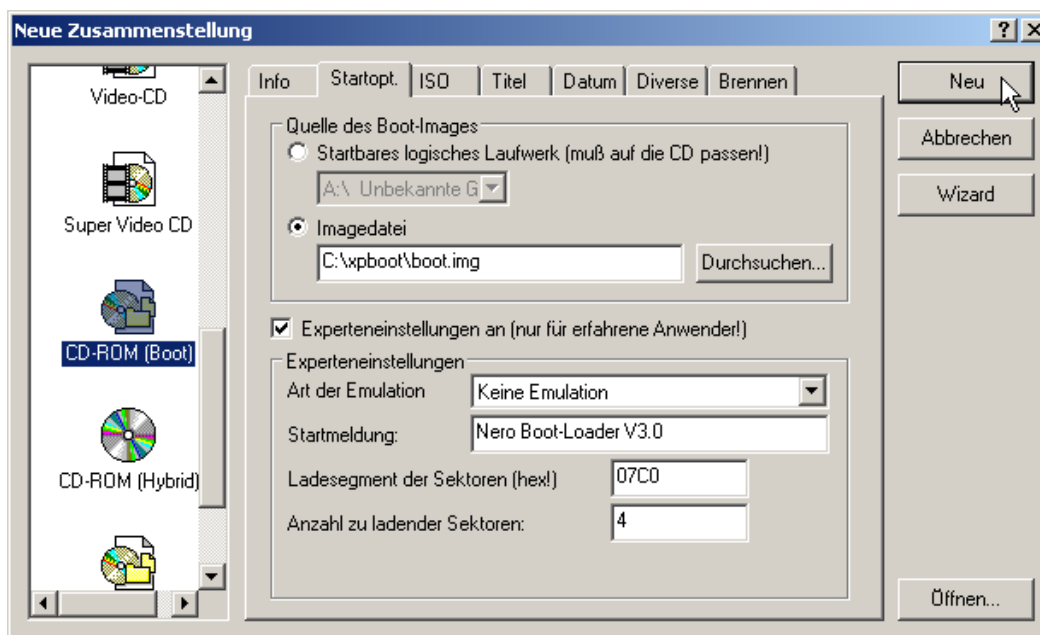 Neue Zusammenstellung
Video-CD
Super Video CD
CD-ROM (Boot)
CD-ROM (Hybrid)
Info Startopt. ISO Titel Datum Diverse Brennen
Quelle des Boot-Images
Startbares logisches Laufwerk (muß auf die CD passen!)
A:\ Unbekannte G
Imagedatei
C:\xpboot\boot.img Durchsuchen...
Experteneinstellungen an (nur für erfahrene Anwender!)
Experteneinstellungen
Art der Emulation Keine Emulation
Startmeldung: Nero Boot-Loader V3.0
Ladesegment der Sektoren (hex!) 07C0
Anzahl zu ladender Sektoren: 4
Neu
Abbrechen
Wizard
Öffnen...